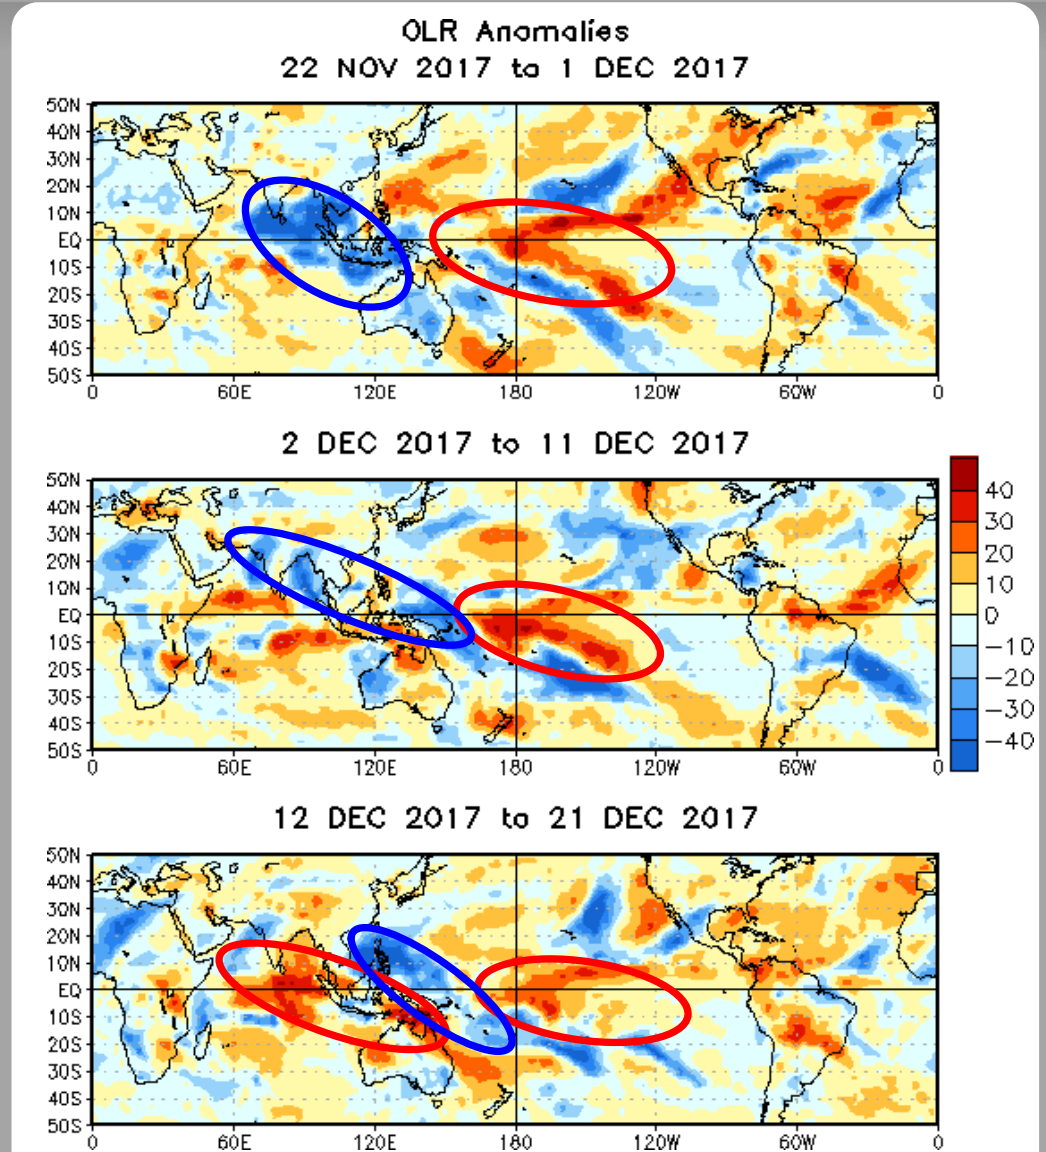 OLR Anomalies
22 NOV 2017 to 1 DEC 2017
50N
40N
30N
20N
10N
EQ
10S
20S
30S
40S
50S
0 60E 120E 180 120W 60W 0
2 DEC 2017 to 11 DEC 2017
50N
40N
30N
20N
10N
EQ
10S
20S
30S
40S
50S
0 60E 120E 180 120W 60W 0
40
30
20
10
0
−10
−20
−30
−40
12 DEC 2017 to 21 DEC 2017
50N
40N
30N
20N
10N
EQ
10S
20S
30S
40S
50S
0 60E 120E 180 120W 60W 0